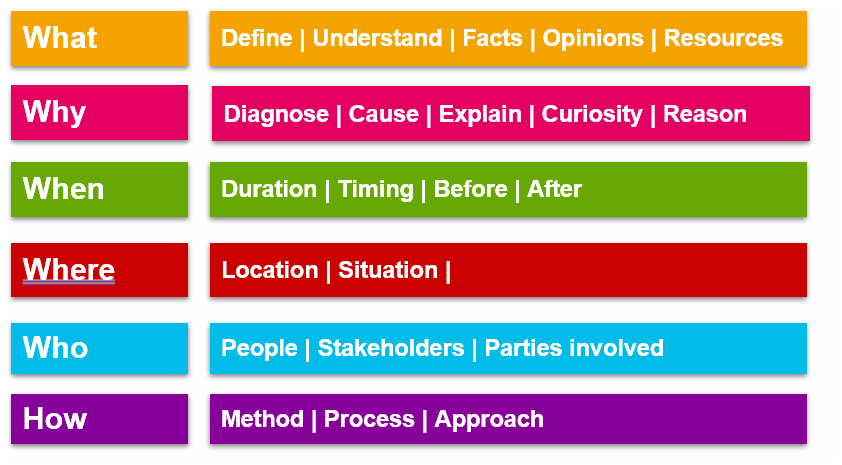 What
Define | Understand | Facts | Opinions | Resources
Why
Diagnose | Cause | Explain | Curiosity | Reason
When
Duration | Timing | Before | After
Where
Location | Situation |
Who
People | Stakeholders | Parties involved
How
Method | Process | Approach